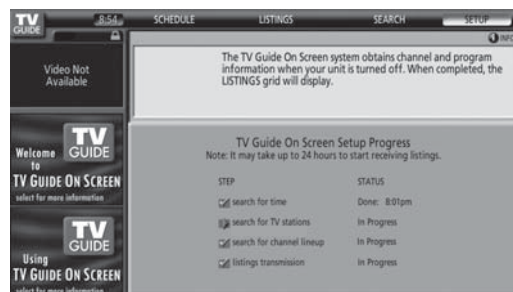 TV
GUIDE
8:54
SCHEDULE
LISTINGS
SEARCH
SETUP
INFO
Video Not
Available
The TV Guide On Screen system obtains channel and program
information when your unit is turned off. When completed, the
LISTINGS grid will display.
Welcome
to
TV
GUIDE
TV GUIDE ON SCREEN
select for more information
Using
TV
GUIDE
TV GUIDE ON SCREEN
select for more information
TV Guide On Screen Setup Progress
Note: It may take up to 24 hours to start receiving listings.
STEP STATUS
search for time Done: 8:01pm
search for TV stations In Progress
search for channel lineup In Progress
listings transmission In Progress